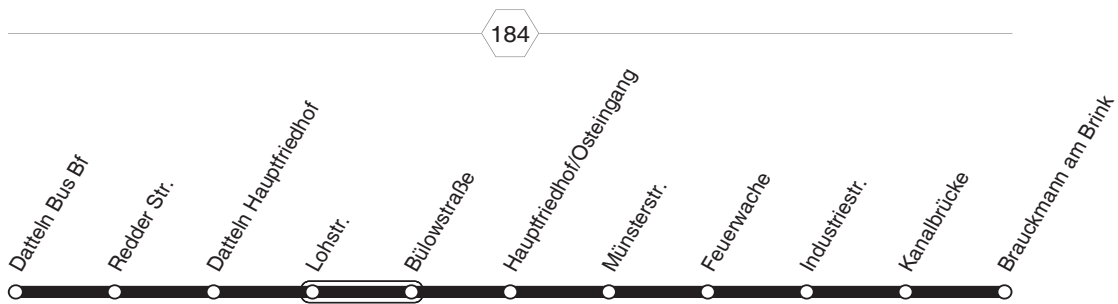 184
Datteln Bus Bf
Redder Str.
Datteln Hauptfriedhof
Lohstr.
Bülowstraße
Hauptfriedhof/Osteingang
Münsterstr.
Feuerwache
Industriestr.
Kanalbrücke
Brauckmann am Brink